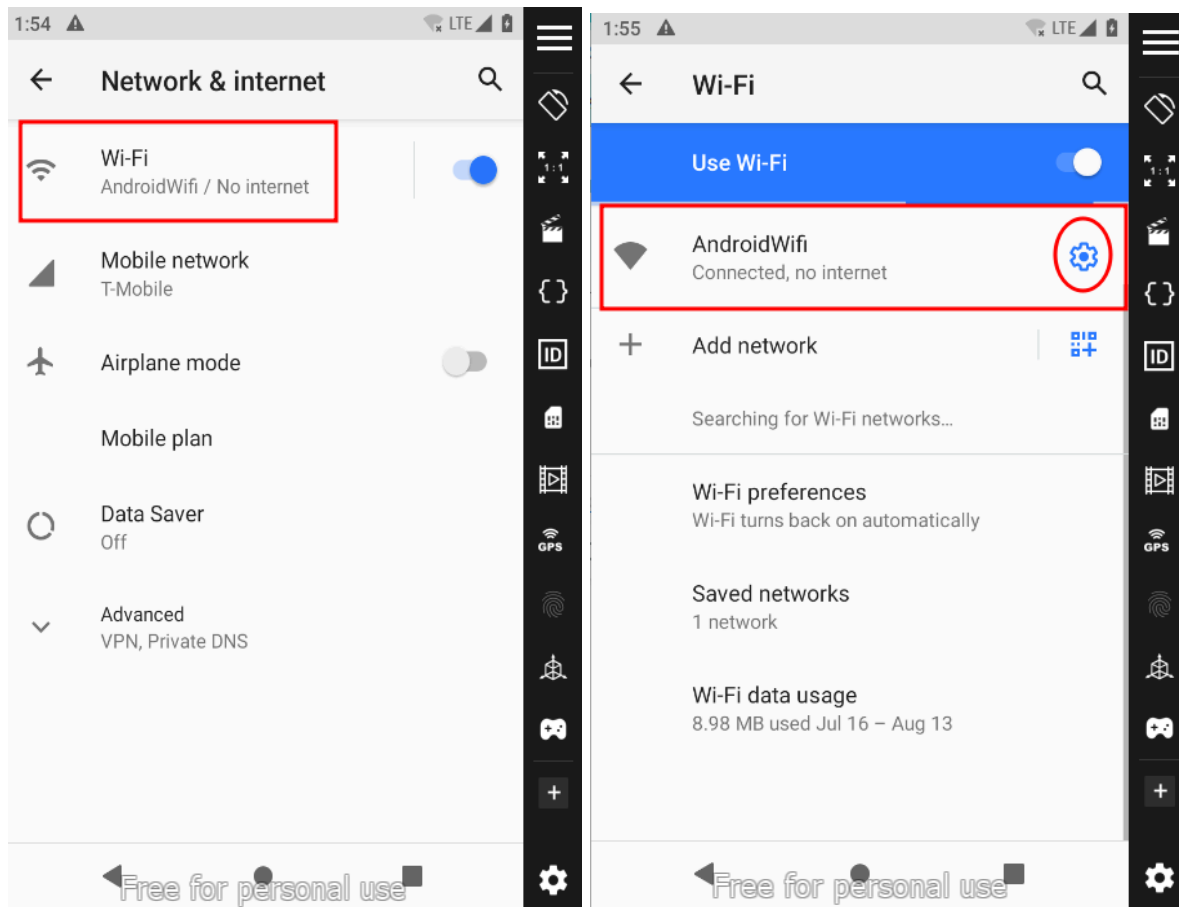 1:54
LTE
Network & internet
Wi-Fi
AndroidWifi / No internet
Mobile network
T-Mobile
Airplane mode
Mobile plan
Data Saver
Off
Advanced
VPN, Private DNS
Free for personal use
1:1
{}
ID
GPS
1:55
LTE
Wi-Fi
Use Wi-Fi
AndroidWifi
Connected, no internet
Add network
Searching for Wi-Fi networks…
Wi-Fi preferences
Wi-Fi turns back on automatically
Saved networks
1 network
Wi-Fi data usage
8.98 MB used Jul 16 – Aug 13
Free for personal use
1:1
{}
ID
GPS